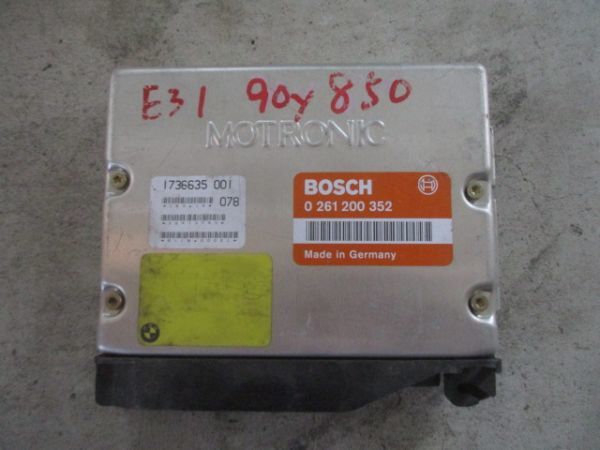 E31 90y 850
MOTRONIC
1736635 001
078
BOSCH
0 261 200 352
Made in Germany